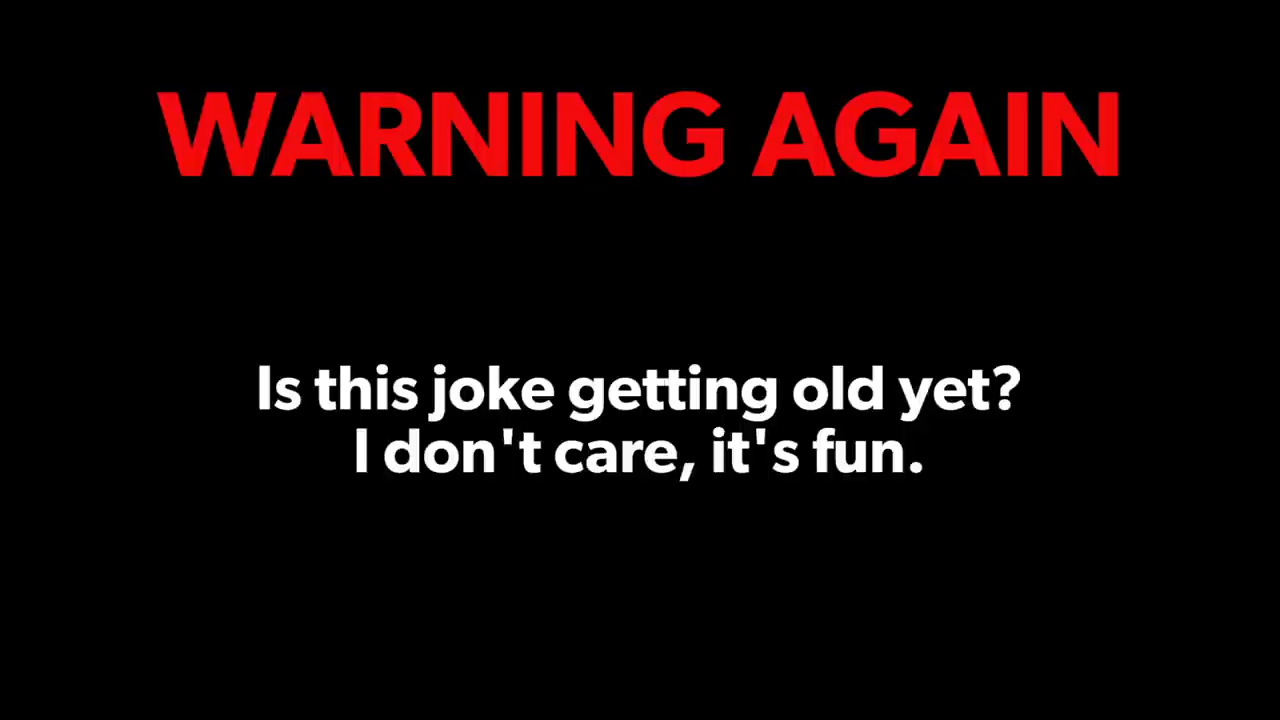 WARNING AGAIN
Is this joke getting old yet?
I don't care, it's fun.